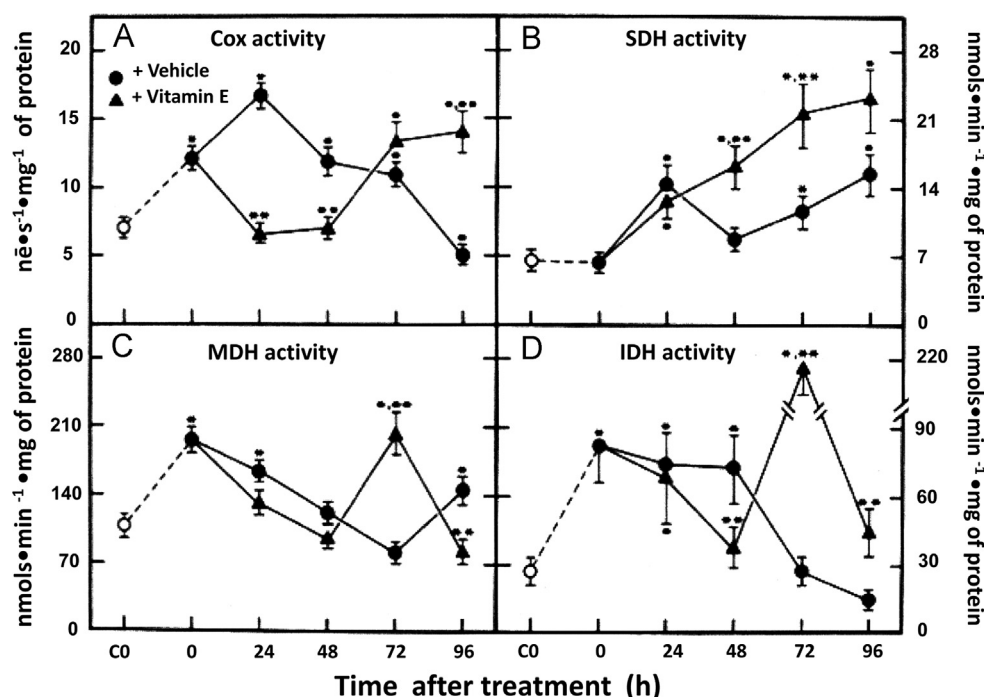 A
Cox activity
B
SDH activity
● + Vehicle
▲ + Vitamin E
20
15
10
5
0
nē•s⁻¹•mg⁻¹ of protein
28
21
14
7
0
nmols•min⁻¹•mg of protein
C
MDH activity
D
IDH activity
280
210
140
70
0
nmols•min⁻¹•mg of protein
220
90
60
30
0
nmols•min⁻¹•mg of protein
C0 0 24 48 72 96
C0 0 24 48 72 96
Time after treatment (h)